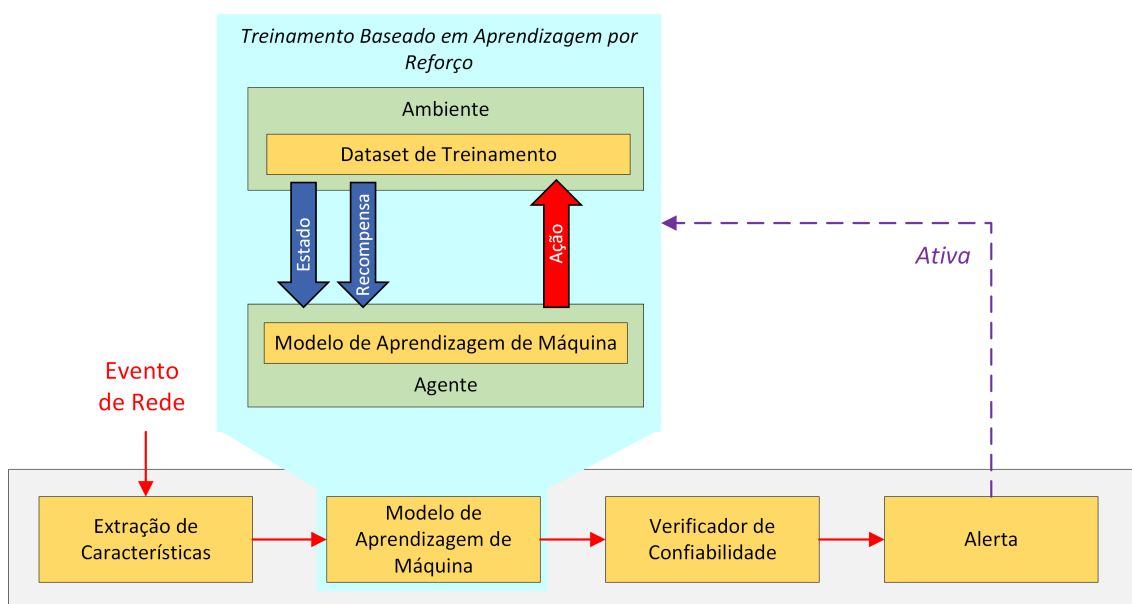 Treinamento Baseado em Aprendizagem por
Reforço
Ambiente
Dataset de Treinamento
Estado
Recompensa
Ação
Ativa
Modelo de Aprendizagem de Máquina
Agente
Evento
de Rede
Extração de
Características
Modelo de
Aprendizagem de
Máquina
Verificador de
Confiabilidade
Alerta